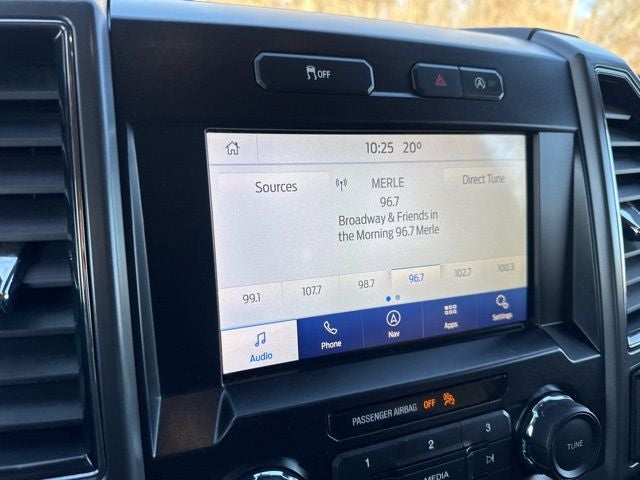 OFF
OFF
10:25 20°
Sources
MERLE
Direct Tune
96.7
Broadway & Friends in
the Morning 96.7 Merle
99.1 107.7 98.7 96.7 102.7 100.3
Audio Phone Nav Apps Settings
PASSENGER AIRBAG OFF
1 2 3
MEDIA
TUNE